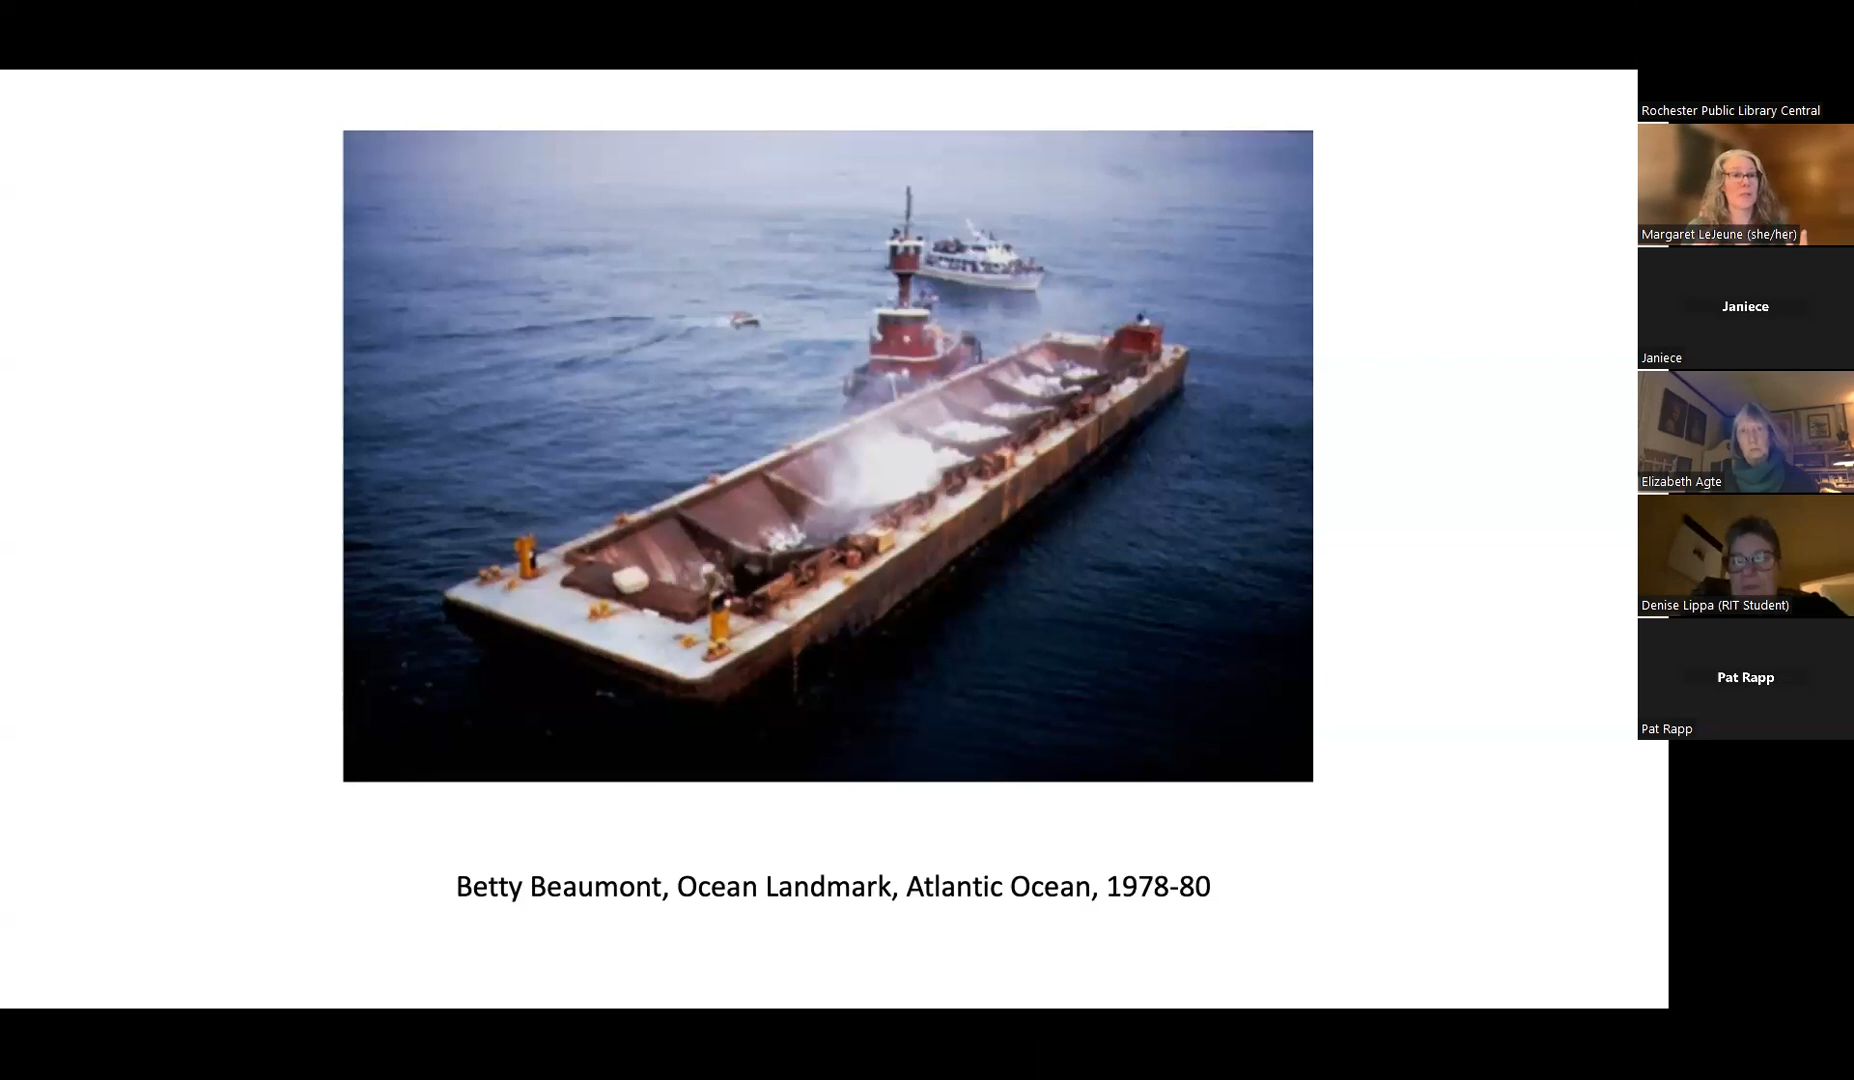 Rochester Public Library Central
Margaret LeJeune (she/her)
Janiece
Janiece
Elizabeth Agte
Denise Lippa (RIT Student)
Pat Rapp
Pat Rapp
Betty Beaumont, Ocean Landmark, Atlantic Ocean, 1978-80